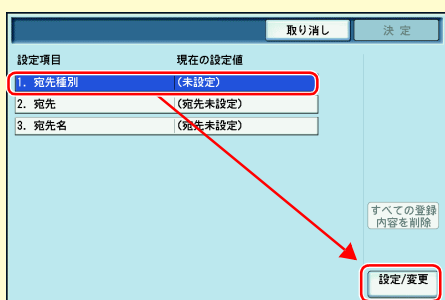 取り消し 決定
設定項目 現在の設定値
1. 宛先種別 (未設定)
2. 宛先 (宛先未設定)
3. 宛先名 (宛先未設定)
すべての登録
内容を削除
設定/変更